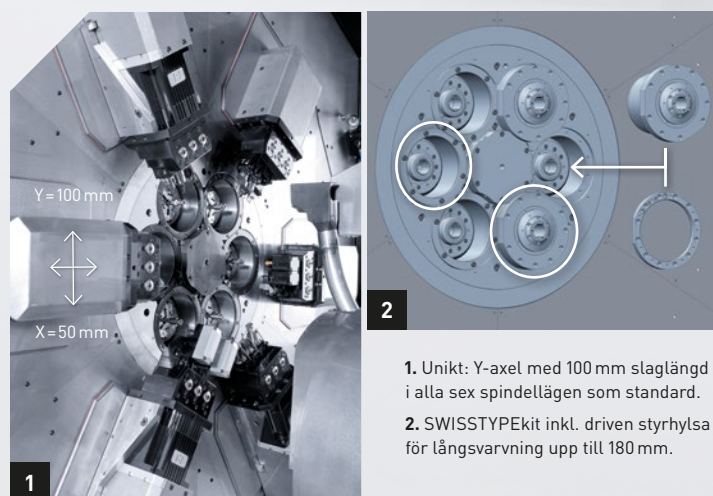 Y = 100 mm
X = 50 mm
1
2
1. Unikt: Y-axel med 100 mm slaglängd
i alla sex spindellägen som standard.
2. SWISSTYPEkit inkl. driven styrhylsa
för långsvarvning upp till 180 mm.